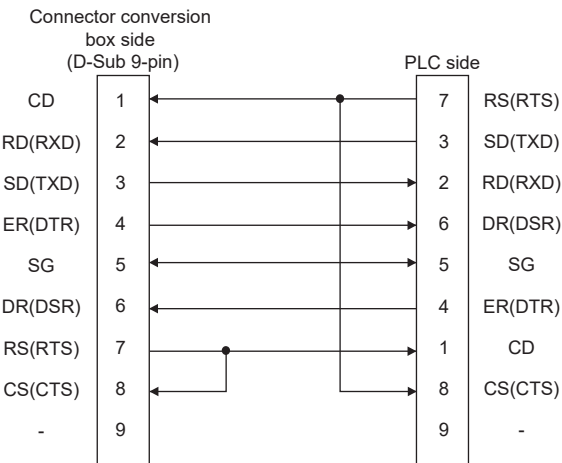 Connector conversion
box side
(D-Sub 9-pin)
PLC side
CD 1 7 RS(RTS)
RD(RXD) 2 3 SD(TXD)
SD(TXD) 3 2 RD(RXD)
ER(DTR) 4 6 DR(DSR)
SG 5 5 SG
DR(DSR) 6 4 ER(DTR)
RS(RTS) 7 1 CD
CS(CTS) 8 8 CS(CTS)
- 9 9 -